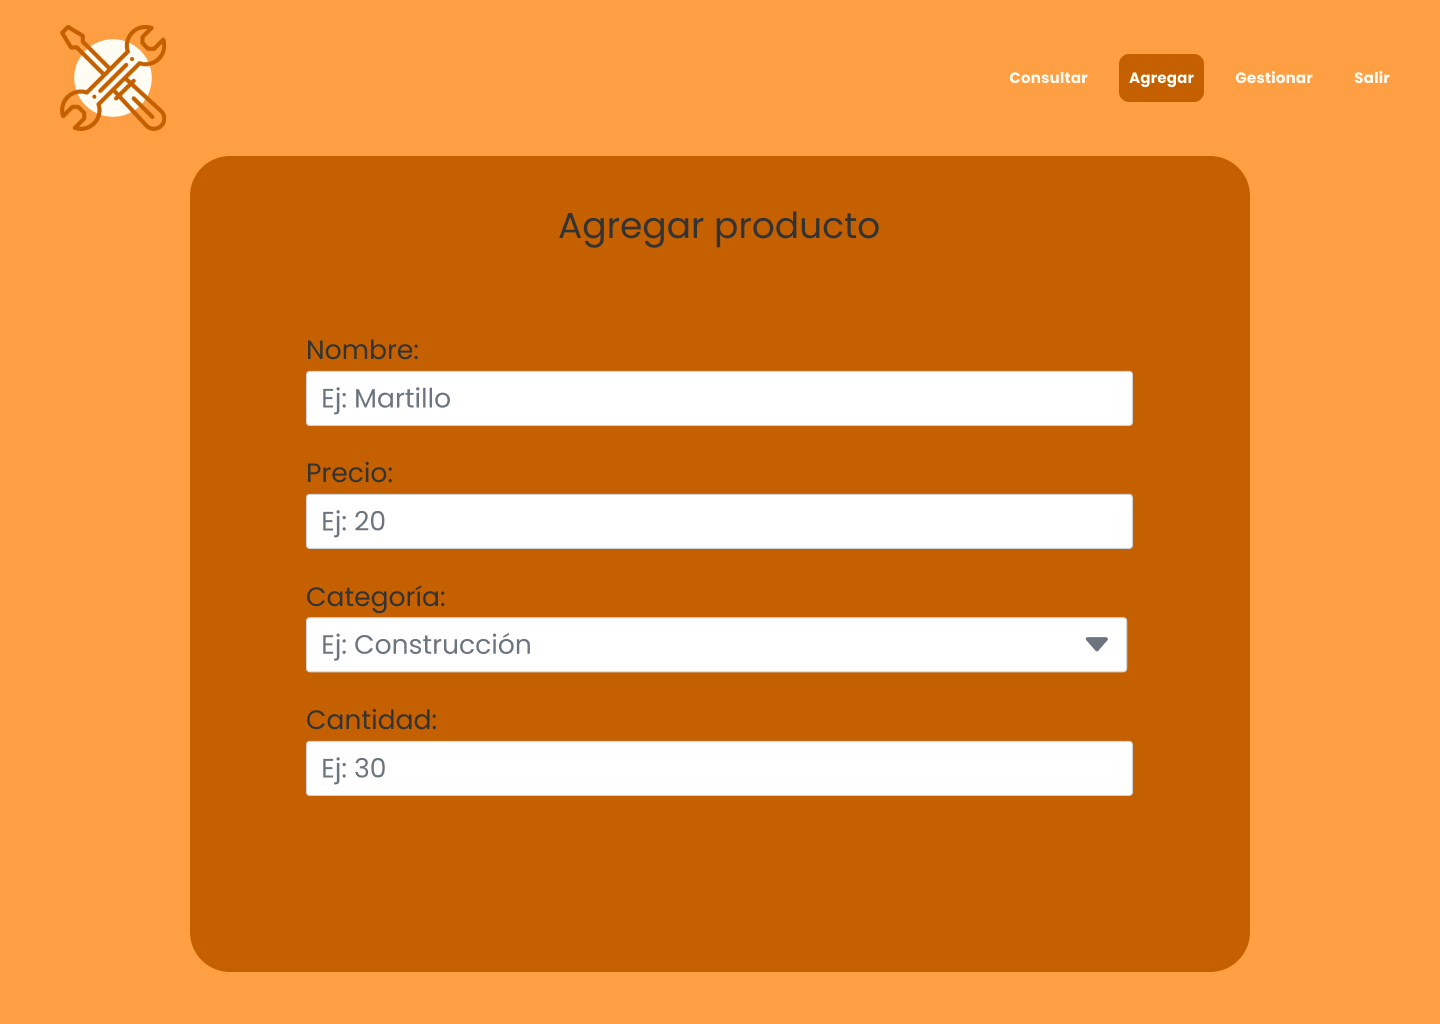 Consultar Agregar Gestionar Salir
Agregar producto
Nombre:
Ej: Martillo
Precio:
Ej: 20
Categoría:
Ej: Construcción
Cantidad:
Ej: 30